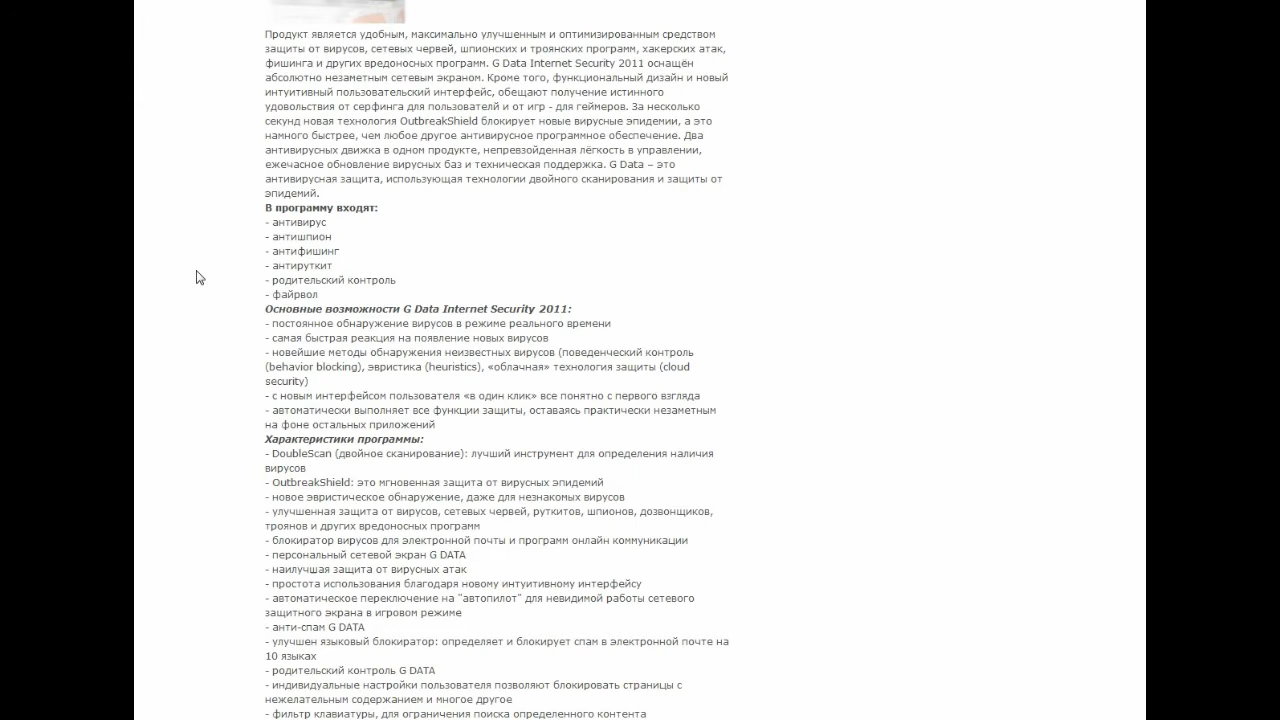 Продукт является удобным, максимально улучшенным и оптимизированным средством
защиты от вирусов, сетевых червей, шпионских и троянских программ, хакерских атак,
фишинга и других вредоносных программ. G Data Internet Security 2011 оснащён
абсолютно незаметным сетевым экраном. Кроме того, функциональный дизайн и новый
интуитивный пользовательский интерфейс, обещают получение истинного
удовольствия от серфинга для пользователй и от игр - для геймеров. За несколько
секунд новая технология OutbreakShield блокирует новые вирусные эпидемии, а это
намного быстрее, чем любое другое антивирусное программное обеспечение. Два
антивирусных движка в одном продукте, непревзойденная лёгкость в управлении,
ежечасное обновление вирусных баз и техническая поддержка. G Data – это
антивирусная защита, использующая технологии двойного сканирования и защиты от
эпидемий.
В программу входят:
- антивирус
- антишпион
- антифишинг
- антируткит
- родительский контроль
- файрвол
Основные возможности G Data Internet Security 2011:
- постоянное обнаружение вирусов в режиме реального времени
- самая быстрая реакция на появление новых вирусов
- новейшие методы обнаружения неизвестных вирусов (поведенческий контроль
(behavior blocking), эвристика (heuristics), «облачная» технология защиты (cloud
security)
- с новым интерфейсом пользователя «в один клик» все понятно с первого взгляда
- автоматически выполняет все функции защиты, оставаясь практически незаметным
на фоне остальных приложений
Характеристики программы:
- DoubleScan (двойное сканирование): лучший инструмент для определения наличия
вирусов
- OutbreakShield: это мгновенная защита от вирусных эпидемий
- новое эвристическое обнаружение, даже для незнакомых вирусов
- улучшенная защита от вирусов, сетевых червей, руткитов, шпионов, дозвонщиков,
троянов и других вредоносных программ
- блокиратор вирусов для электронной почты и программ онлайн коммуникации
- персональный сетевой экран G DATA
- наилучшая защита от вирусных атак
- простота использования благодаря новому интуитивному интерфейсу
- автоматическое переключение на "автопилот" для невидимой работы сетевого
защитного экрана в игровом режиме
- анти-спам G DATA
- улучшен языковый блокиратор: определяет и блокирует спам в электронной почте на
10 языках
- родительский контроль G DATA
- индивидуальные настройки пользователя позволяют блокировать страницы с
нежелательным содержанием и многое другое
- фильтр клавиатуры, для ограничения поиска определенного контента